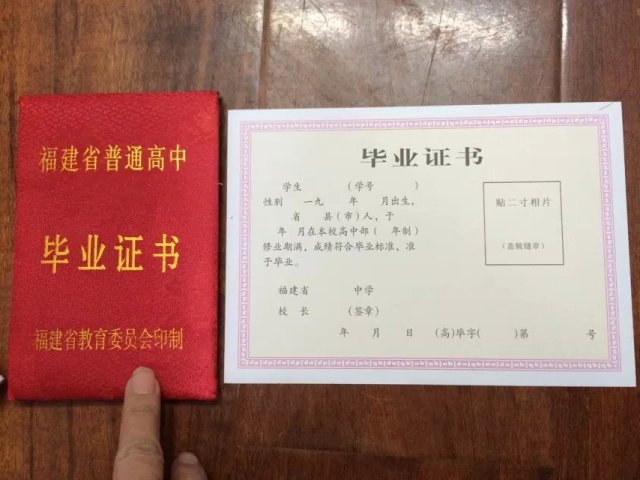 福建省普通高中
毕业证书
福建省教育委员会印制
毕业证书
学生 (学号 )
性别 一九 年 月出生,
省 县(市)人,于
年 月在本校高中部( 年制)
修业期满,成绩符合毕业标准,准
予毕业。
贴二寸相片
(盖骑缝章)
福建省 中学
校 长 (签章)
年 月 日 (高)毕字( )第 号